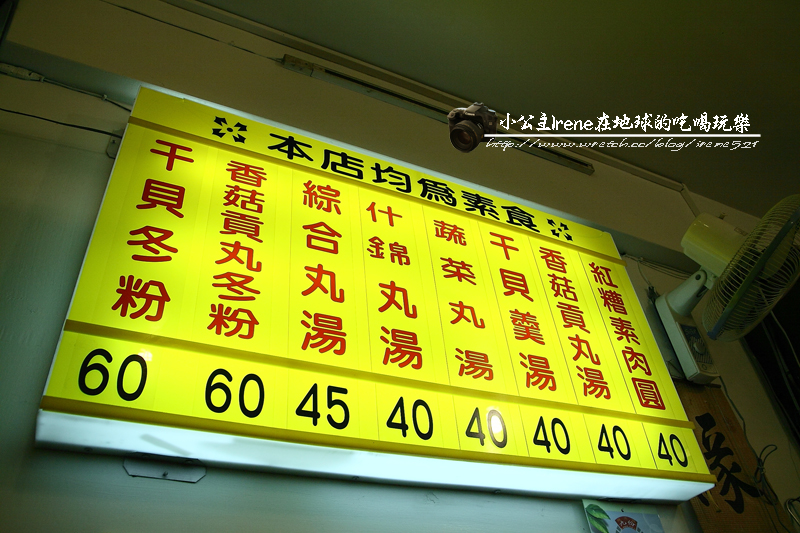 小公主Irene在地球的吃喝玩樂
http://www.wretch.cc/blog/irene521
本店均為素食
紅糟素肉圓 40
香菇貢丸湯 40
干貝羹湯 40
蔬菜丸湯 40
什錦丸湯 40
綜合丸湯 45
香菇貢丸冬粉 60
干貝冬粉 60
緣